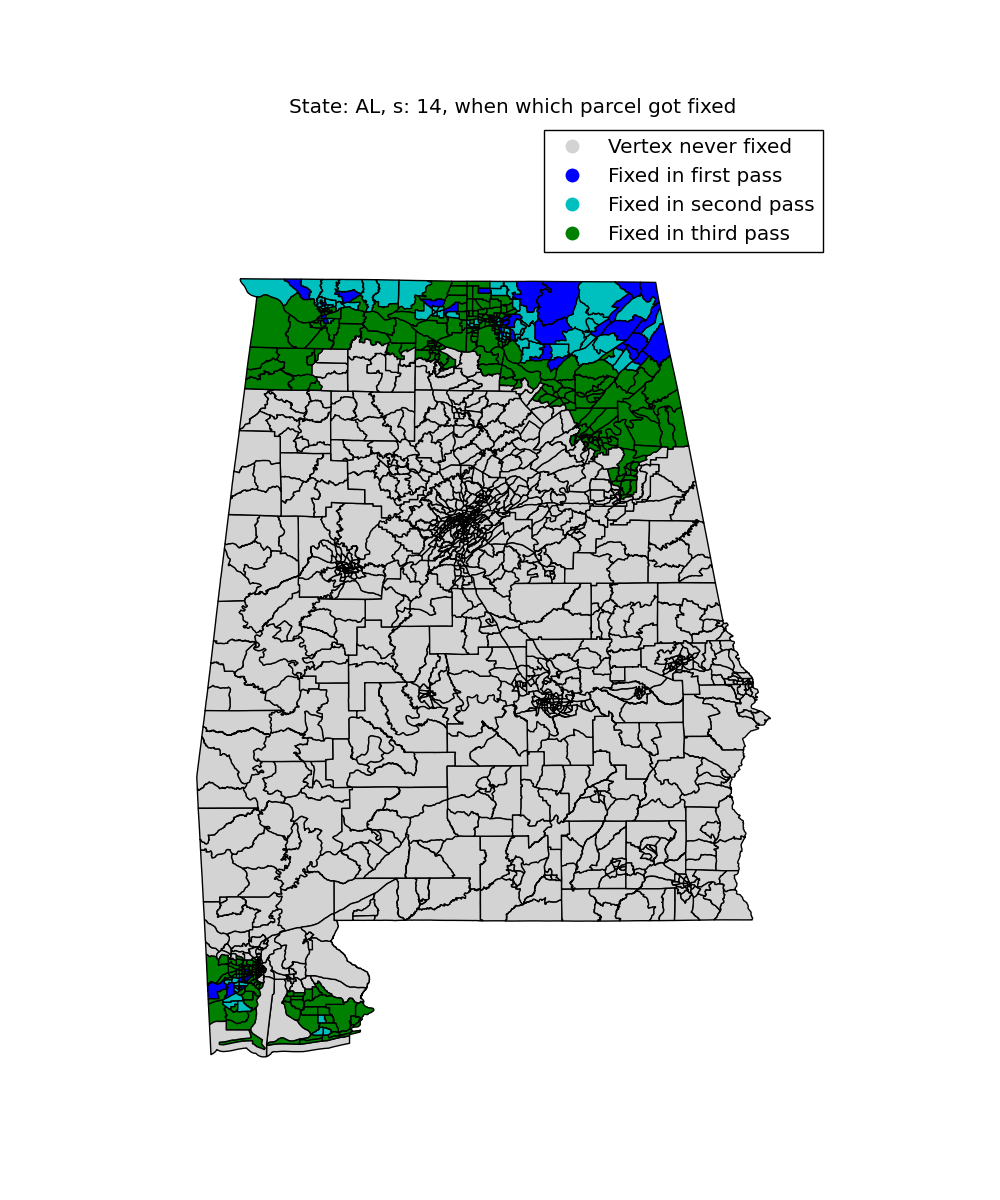 State: AL, s: 14, when which parcel got fixed
Vertex never fixed
Fixed in first pass
Fixed in second pass
Fixed in third pass